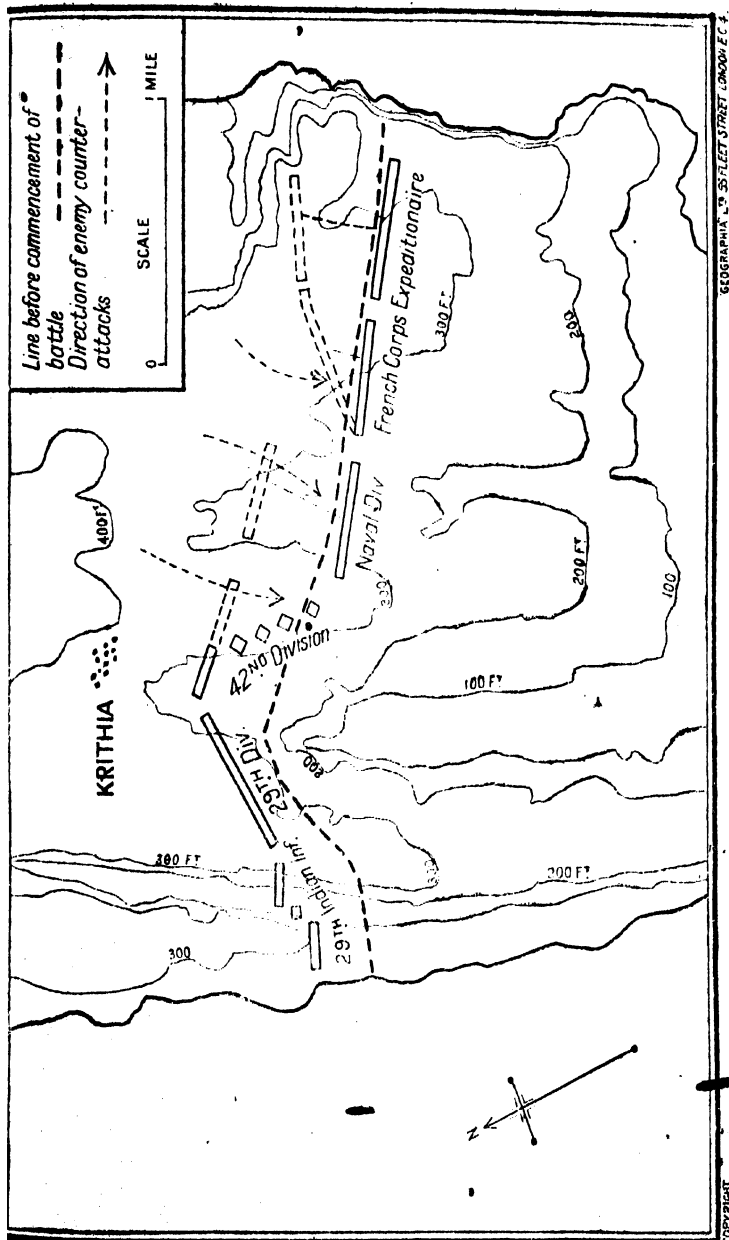 Line before commencement of
battle
Direction of enemy counter-
attacks
SCALE
0
1 MILE
KRITHIA
400 FT
French Corps Expeditionaire
Naval Div
42ND Division
29TH Div
29TH Indian Inf.
300 FT
200
200 FT
100
100 FT
200
300
300 FT
200 FT
300
N
GEOGRAPHIA LTD 55 FLEET STREET LONDON E C 4.
COPYRIGHT